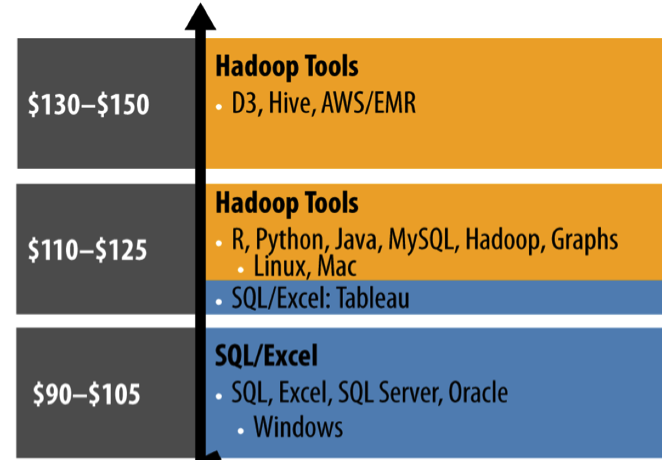 $130–$150
Hadoop Tools
• D3, Hive, AWS/EMR
$110–$125
Hadoop Tools
• R, Python, Java, MySQL, Hadoop, Graphs
• Linux, Mac
• SQL/Excel: Tableau
$90–$105
SQL/Excel
• SQL, Excel, SQL Server, Oracle
• Windows